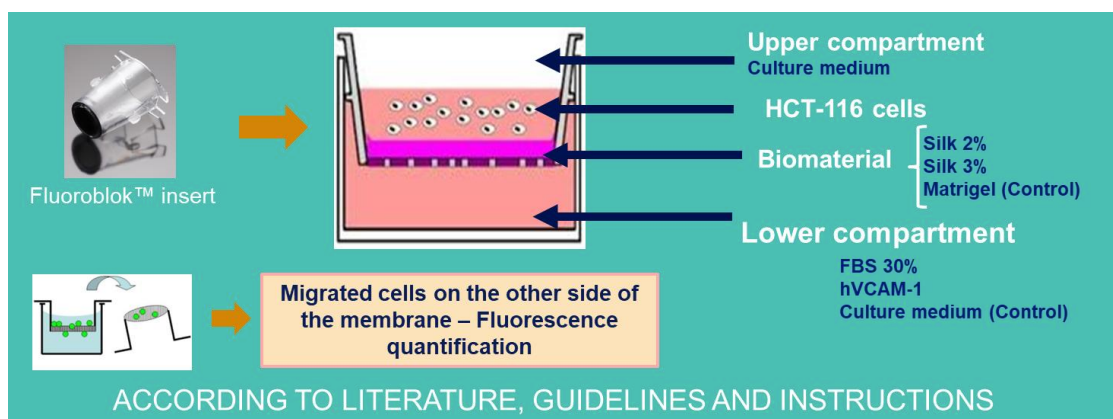 Fluoroblok™ insert
Upper compartment
Culture medium
HCT-116 cells
Biomaterial
Silk 2%
Silk 3%
Matrigel (Control)
Lower compartment
FBS 30%
hVCAM-1
Culture medium (Control)
Migrated cells on the other side of
the membrane – Fluorescence
quantification
ACCORDING TO LITERATURE, GUIDELINES AND INSTRUCTIONS